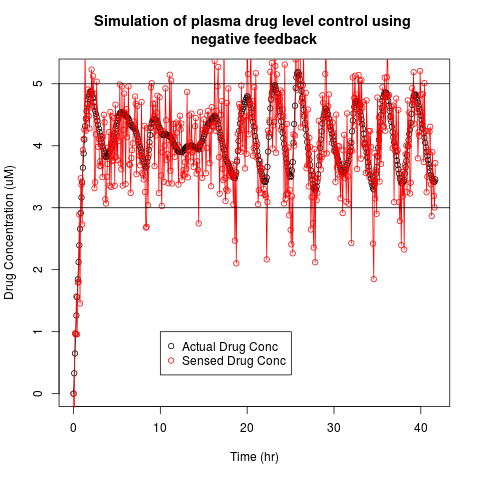 Simulation of plasma drug level control using
negative feedback
Drug Concentration (uM)
5
4
3
2
1
0
Actual Drug Conc
Sensed Drug Conc
0 10 20 30 40
Time (hr)